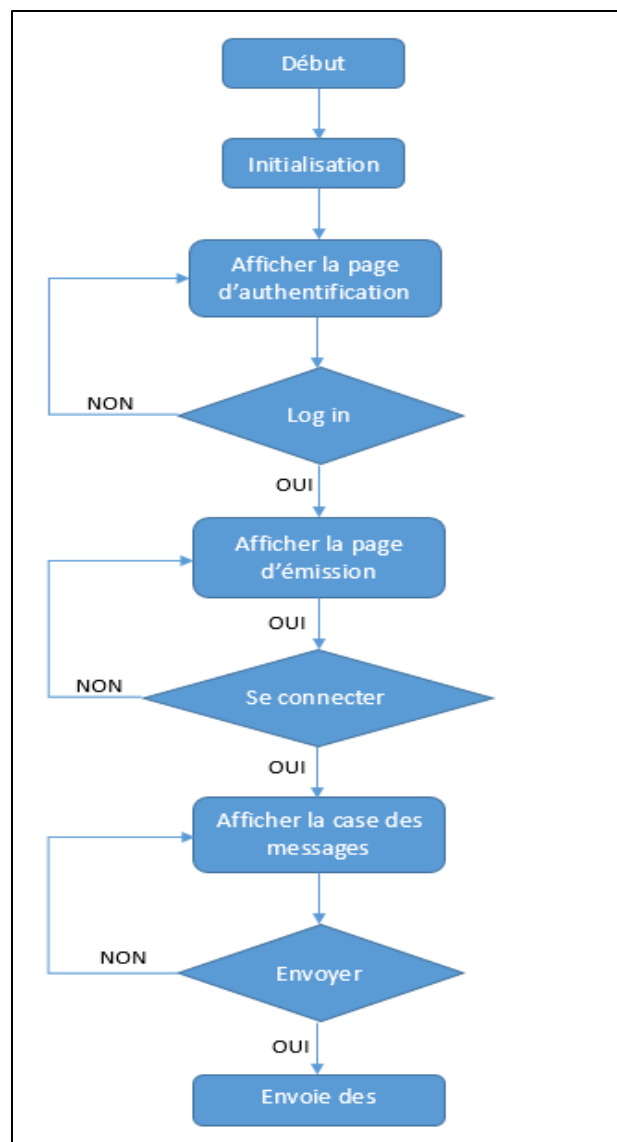 Début
Initialisation
Afficher la page
d'authentification
NON
Log in
OUI
Afficher la page
d'émission
OUI
NON
Se connecter
OUI
Afficher la case des
messages
NON
Envoyer
OUI
Envoie des